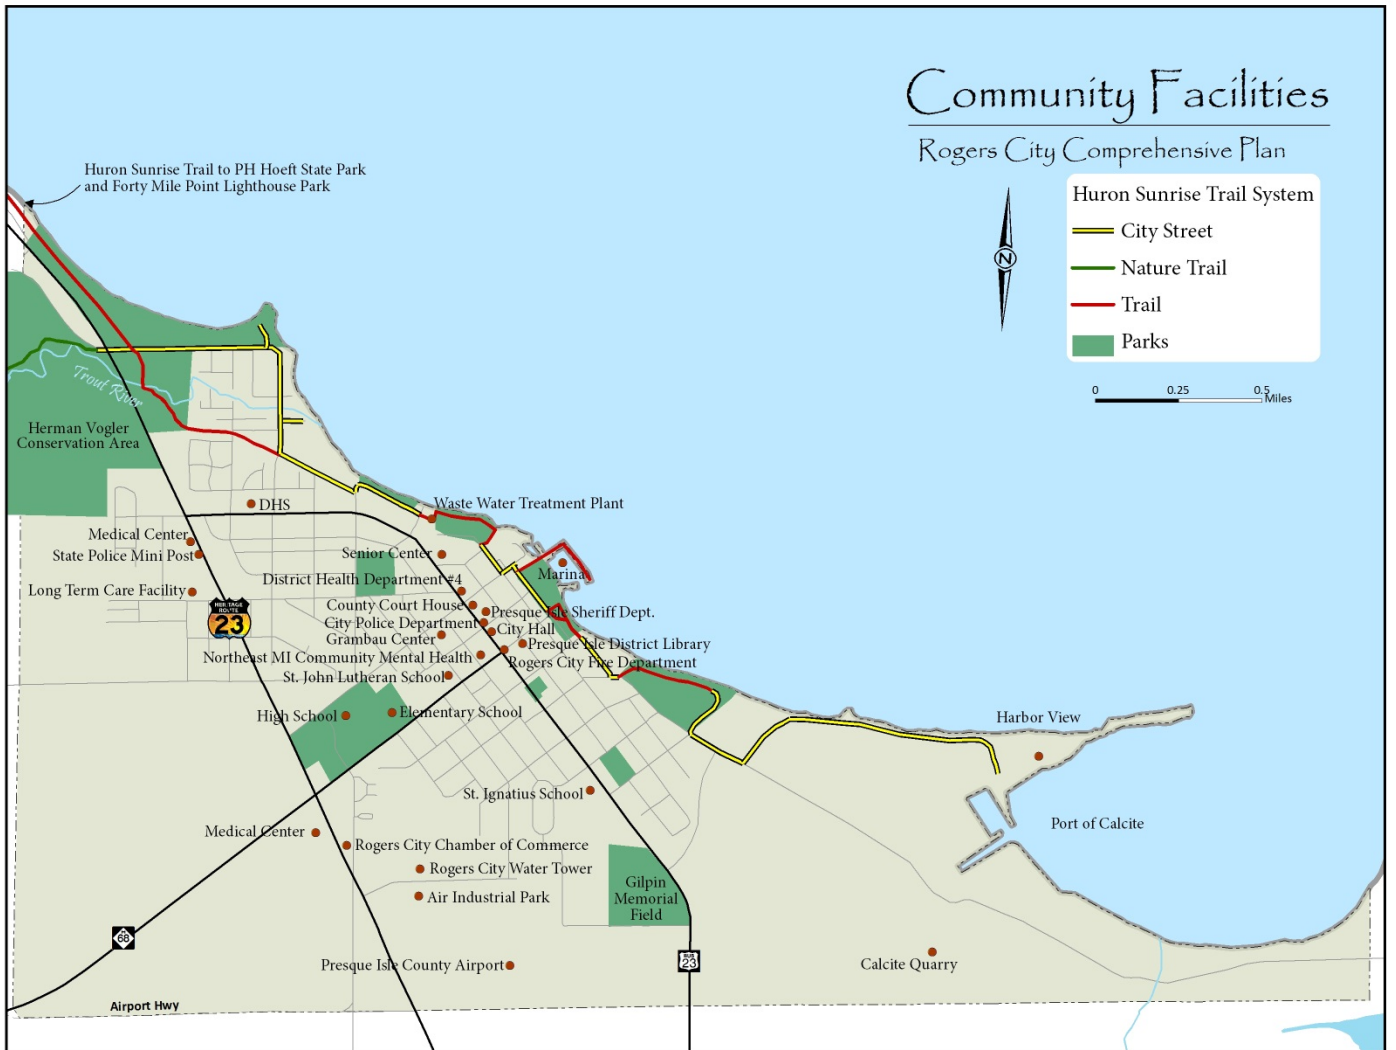 Community Facilities
Rogers City Comprehensive Plan
Huron Sunrise Trail to PH Hoeft State Park
and Forty Mile Point Lighthouse Park
Huron Sunrise Trail System
City Street
Nature Trail
Trail
Parks
N
0 0.25 0.5
Miles
Trout River
Herman Vogler
Conservation Area
DHS
Waste Water Treatment Plant
Medical Center
State Police Mini Post
Senior Center
Marina
District Health Department #4
Long Term Care Facility
HERITAGE
ROUTE
23
County Court House
Presque Isle Sheriff Dept.
City Police Department
City Hall
Grambau Center
Presque Isle District Library
Northeast MI Community Mental Health
Rogers City Fire Department
St. John Lutheran School
High School
Elementary School
Harbor View
St. Ignatius School
Port of Calcite
Medical Center
Rogers City Chamber of Commerce
Rogers City Water Tower
Air Industrial Park
Gilpin
Memorial
Field
68
BUS
23
Presque Isle County Airport
Calcite Quarry
Airport Hwy